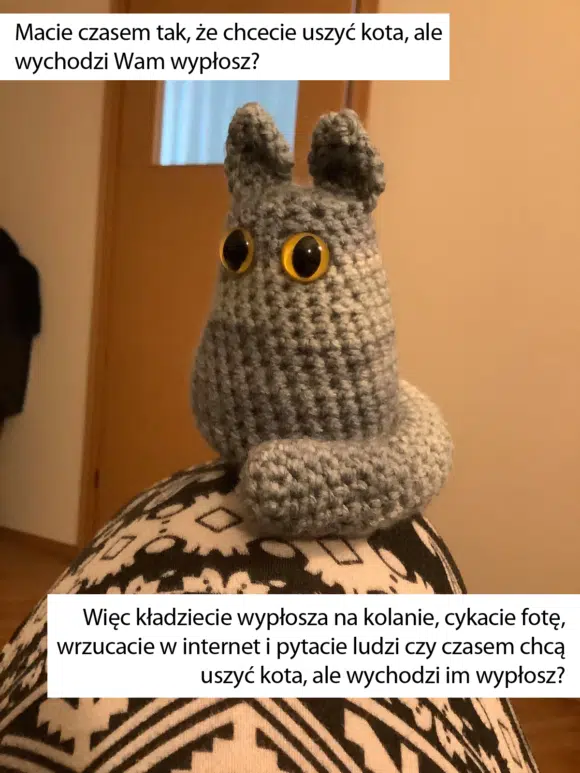 Macie czasem tak, że chcecie uszyć kota, ale
wychodzi Wam wypłosz?
Więc kładziecie wypłosza na kolanie, cykacie fotę,
wrzucacie w internet i pytacie ludzi czy czasem chcą
uszyć kota, ale wychodzi im wypłosz?